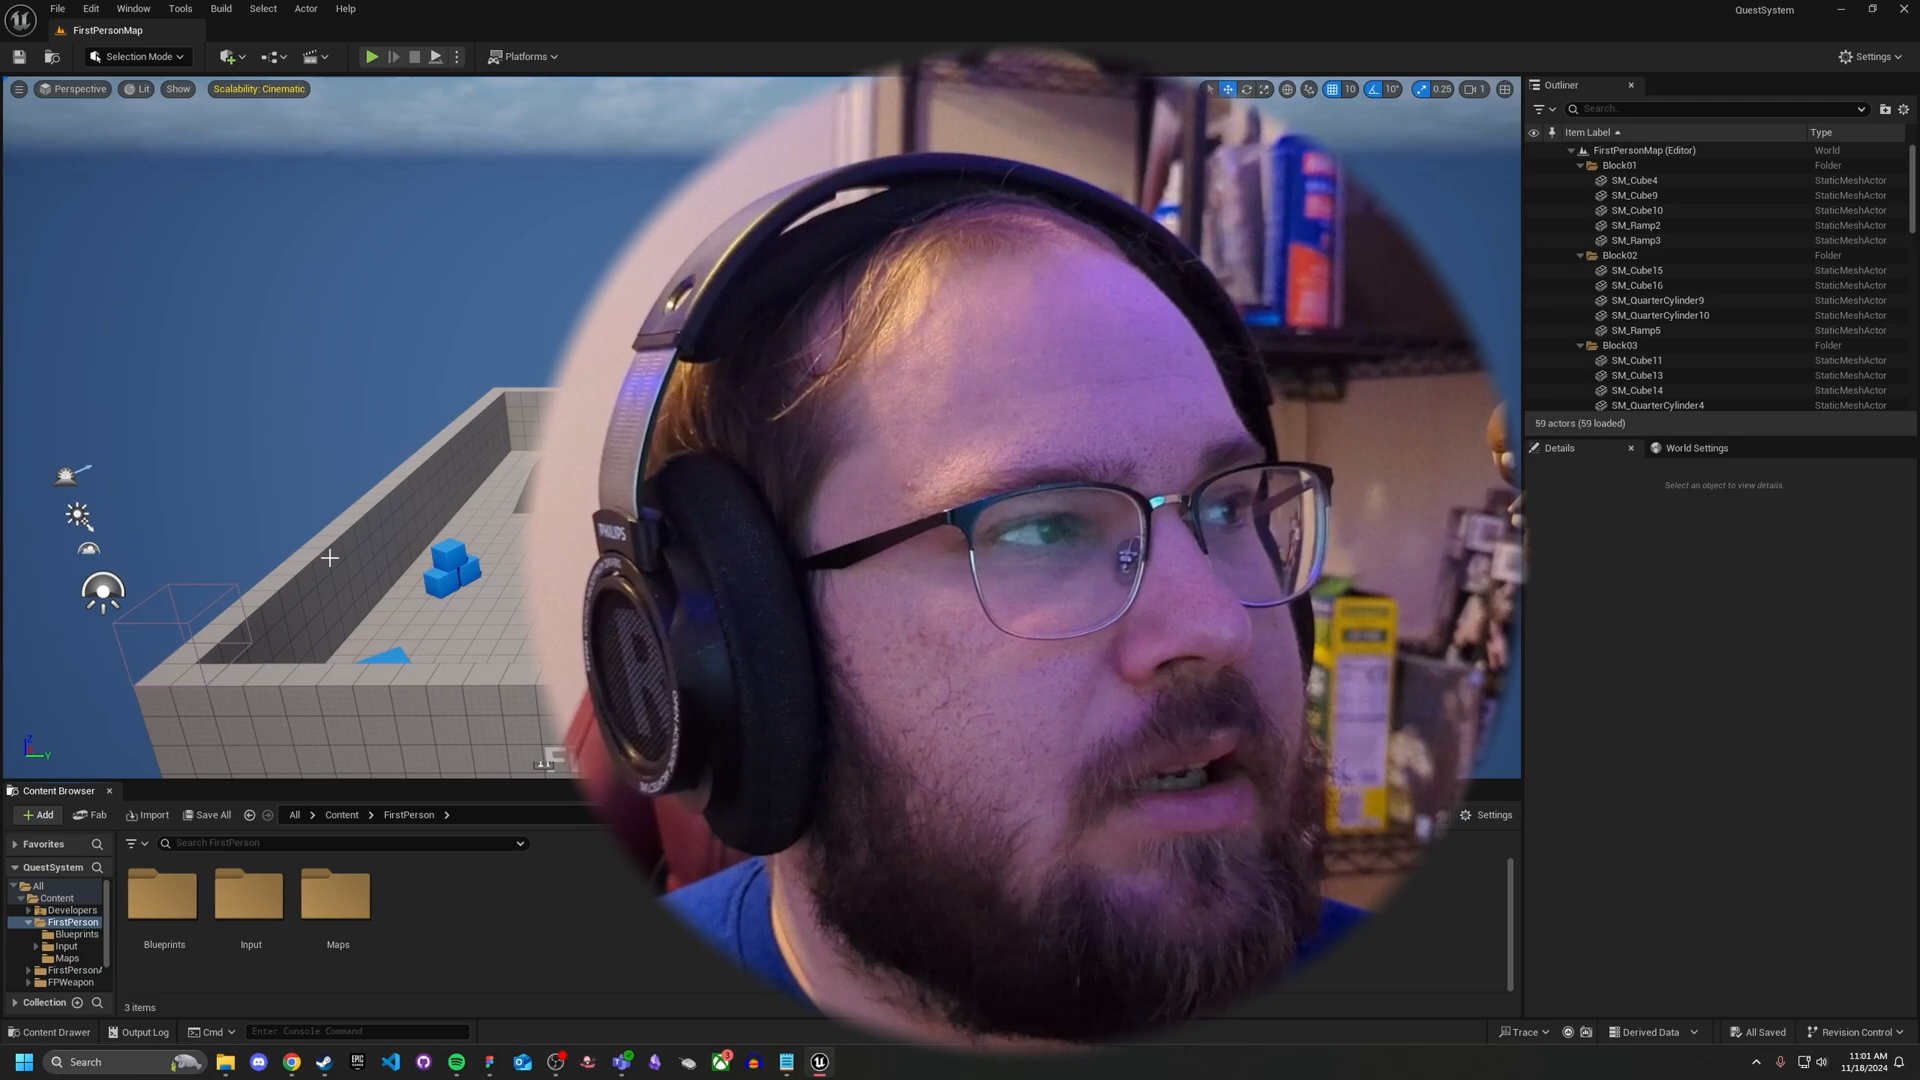 File Edit Window Tools Build Select Actor Help
QuestSystem
FirstPersonMap
Selection Mode
Platforms
Settings
Perspective Lit Show Scalability: Cinematic
10 10° 0.25 1
Outliner
Search...
Item Label Type
FirstPersonMap (Editor) World
Block01 Folder
SM_Cube4 StaticMeshActor
SM_Cube9 StaticMeshActor
SM_Cube10 StaticMeshActor
SM_Ramp2 StaticMeshActor
SM_Ramp3 StaticMeshActor
Block02 Folder
SM_Cube15 StaticMeshActor
SM_Cube16 StaticMeshActor
SM_QuarterCylinder9 StaticMeshActor
SM_QuarterCylinder10 StaticMeshActor
SM_Ramp5 StaticMeshActor
Block03 Folder
SM_Cube11 StaticMeshActor
SM_Cube13 StaticMeshActor
SM_Cube14 StaticMeshActor
SM_QuarterCylinder4 StaticMeshActor
59 actors (59 loaded)
Details World Settings
Select an object to view details.
PHILIPS
Z
Y
Content Browser
Add Fab Import Save All All Content FirstPerson
Settings
Favorites
Search FirstPerson
QuestSystem
All
Content
Developers
FirstPerson
Blueprints
Input
Maps
FirstPersonA
FPWeapon
Collection
Blueprints Input Maps
3 items
Content Drawer Output Log Cmd Enter Console Command
Trace Derived Data All Saved Revision Control
Search
EPIC
3
11:01 AM
11/18/2024